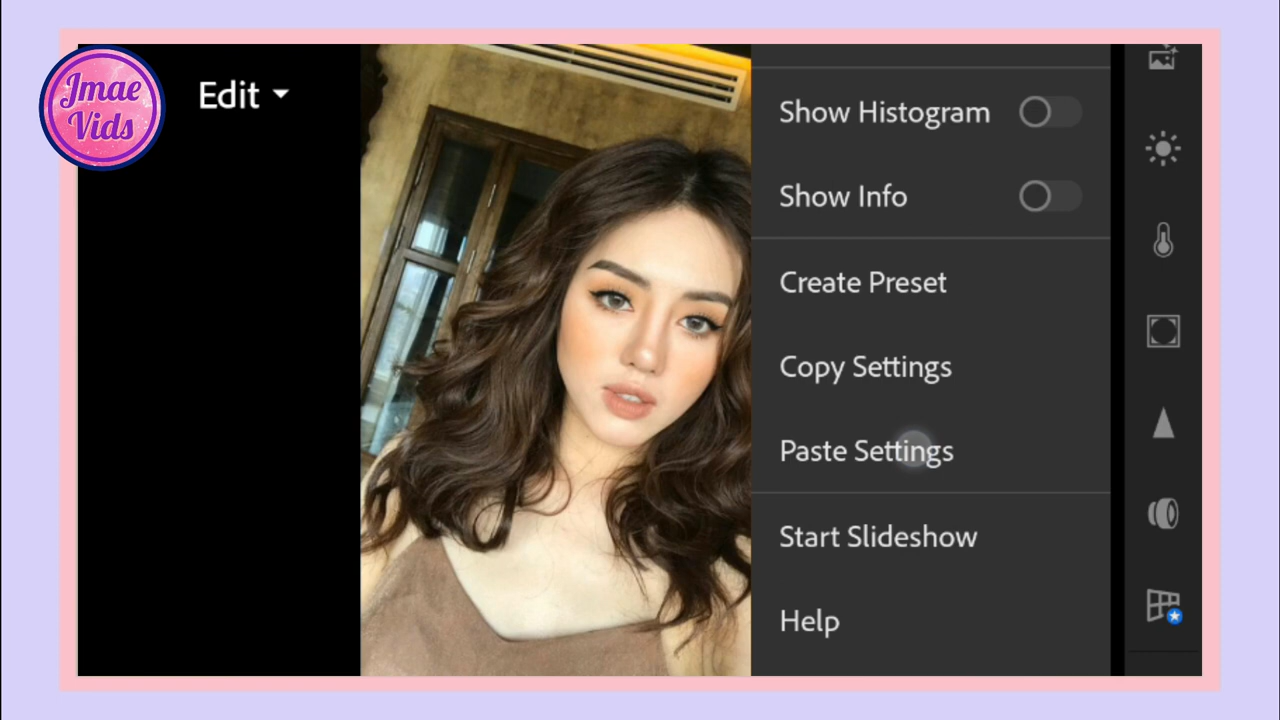 Jmae
Vids
Edit
Show Histogram
Show Info
Create Preset
Copy Settings
Paste Settings
Start Slideshow
Help